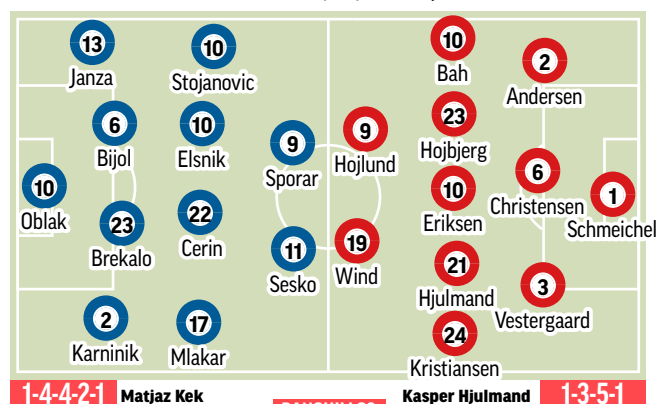 13
Janza
10
Stojanovic
6
Bijol
10
Elsnik
9
Sporar
10
Oblak
23
Brekalo
22
Cerin
11
Sesko
2
Karninik
17
Mlakar
9
Hojlund
19
Wind
10
Bah
23
Hojbjerg
10
Eriksen
21
Hjulmand
24
Kristiansen
2
Andersen
6
Christensen
3
Vestergaard
1
Schmeichel
1-4-4-2-1 Matjaz Kek
Kasper Hjulmand 1-3-5-1